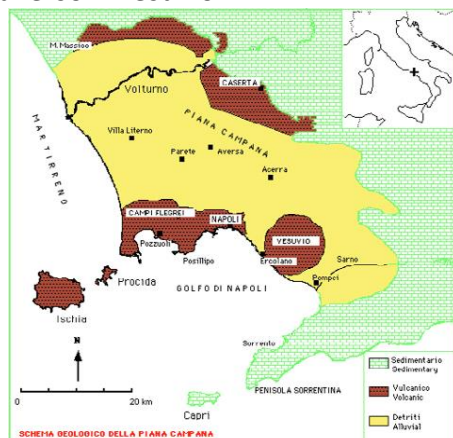 M. Massico
CASERTA
Volturno
PIANA CAMPANA
Villa Literno
Parete
Aversa
Acerra
MAR TIRRENO
CAMPI FLEGREI
NAPOLI
VESUVIO
Pozzuoli
Posillipo
Ercolano
Sarno
Procida
Pompei
GOLFO DI NAPOLI
Ischia
N
Sorrento
Sedimentario
Sedimentary
PENISOLA SORRENTINA
Vulcanico
Volcanic
0
20 km
Capri
Detriti
Alluvial
SCHEMA GEOLOGICO DELLA PIANA CAMPANA